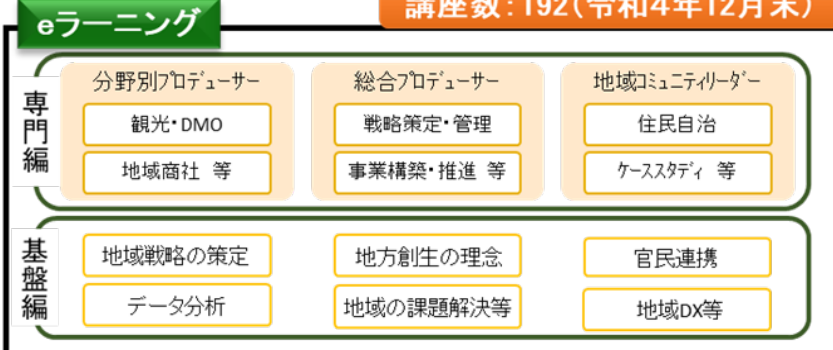 eラーニング
講座数：192（令和4年12月末）
専門編
分野別ﾌﾟﾛﾃﾞｭｰｻｰ
観光・DMO
地域商社 等
総合ﾌﾟﾛﾃﾞｭｰｻｰ
戦略策定・管理
事業構築・推進 等
地域ｺﾐｭﾆﾃｨﾘｰﾀﾞｰ
住民自治
ｹｰｽｽﾀﾃﾞｨ 等
基盤編
地域戦略の策定
地方創生の理念
官民連携
データ分析
地域の課題解決等
地域DX等